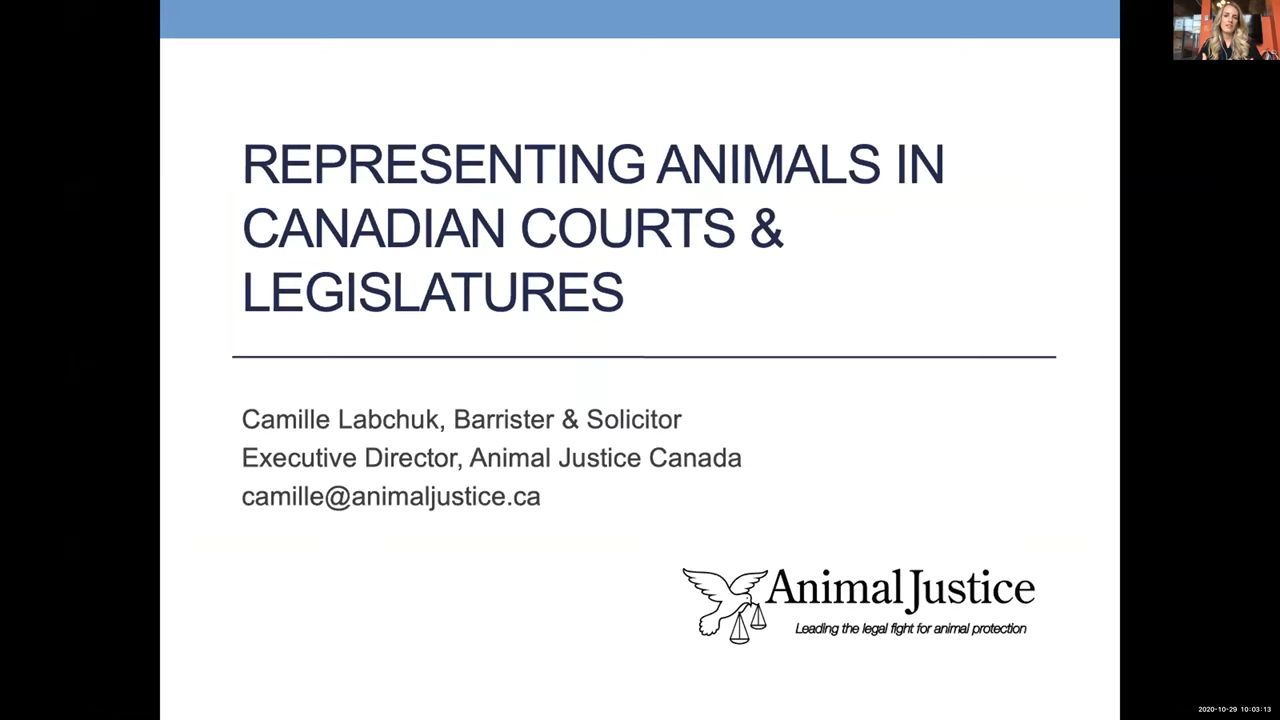 REPRESENTING ANIMALS IN
CANADIAN COURTS &
LEGISLATURES
Camille Labchuk, Barrister & Solicitor
Executive Director, Animal Justice Canada
camille@animaljustice.ca
Animal Justice
Leading the legal fight for animal protection
2020-10-29 10:03:13